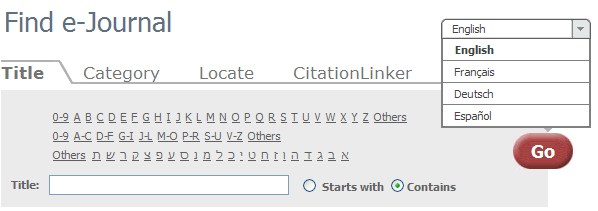 Find e-Journal
English
English
Français
Deutsch
Español
Title Category Locate CitationLinker
0-9 A B C D E F G H I J K L M N O P Q R S T U V W X Y Z Others
0-9 A-C D-F G-I J-L M-O P-R S-U V-Z Others
א ב ג ד ה ו ז ח ט י כ ל מ נ ס ע פ צ ק ר ש ת Others
Go
Title: Starts with Contains